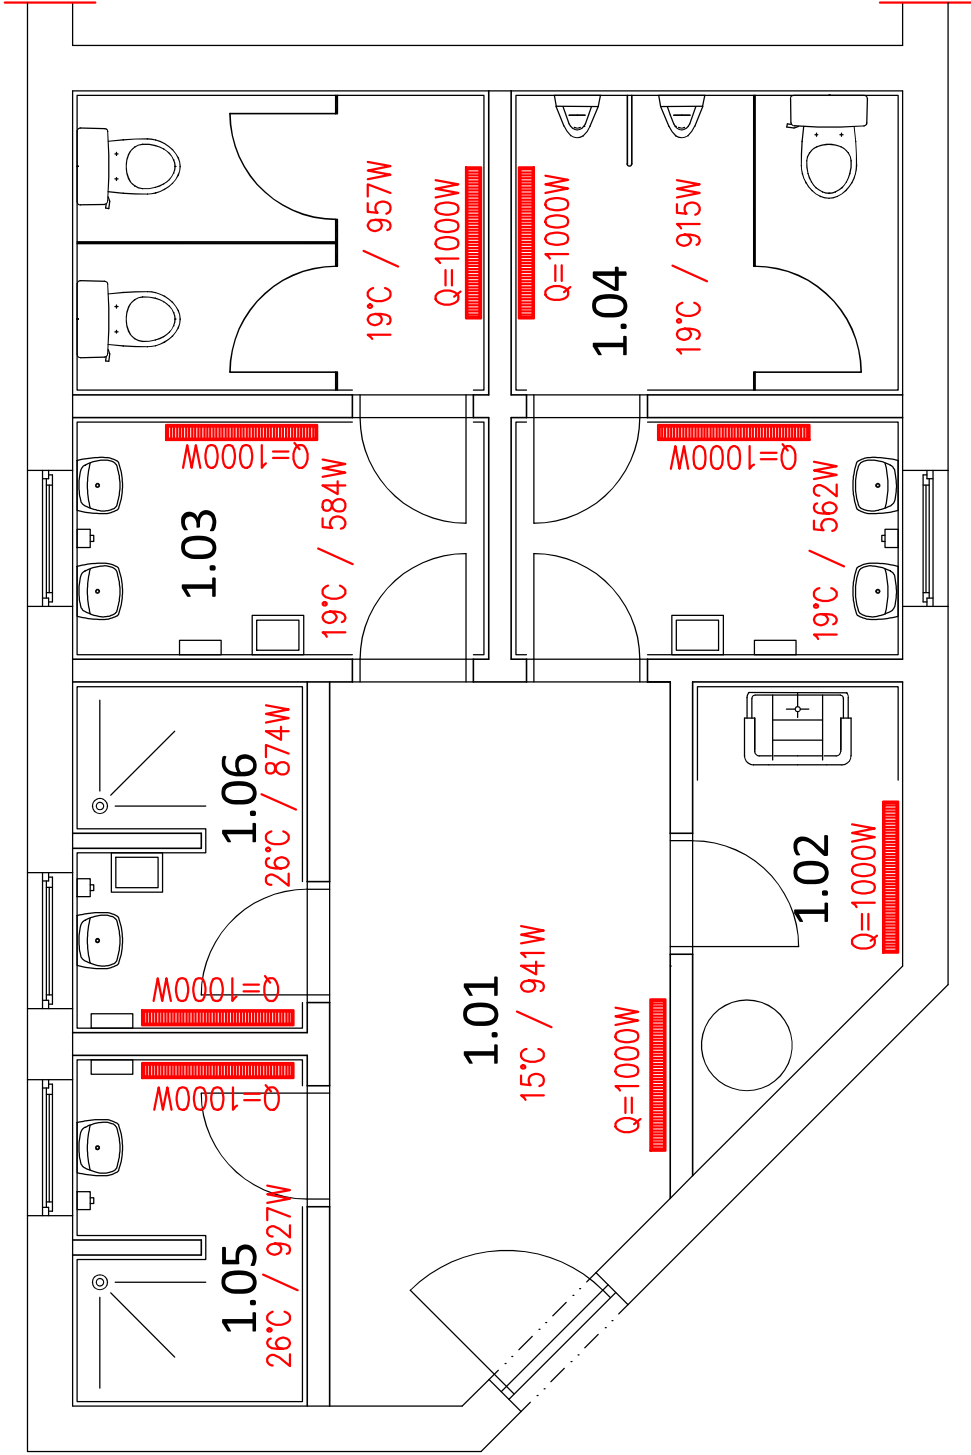 19°C / 957W
Q=1000W
Q=1000W
1.04
19°C / 915W
Q=1000W
1.03
19°C / 584W
Q=1000W
19°C / 562W
1.06
26°C / 874W
Q=1000W
1.02
Q=1000W
1.01
15°C / 941W
Q=1000W
Q=1000W
1.05
26°C / 927W